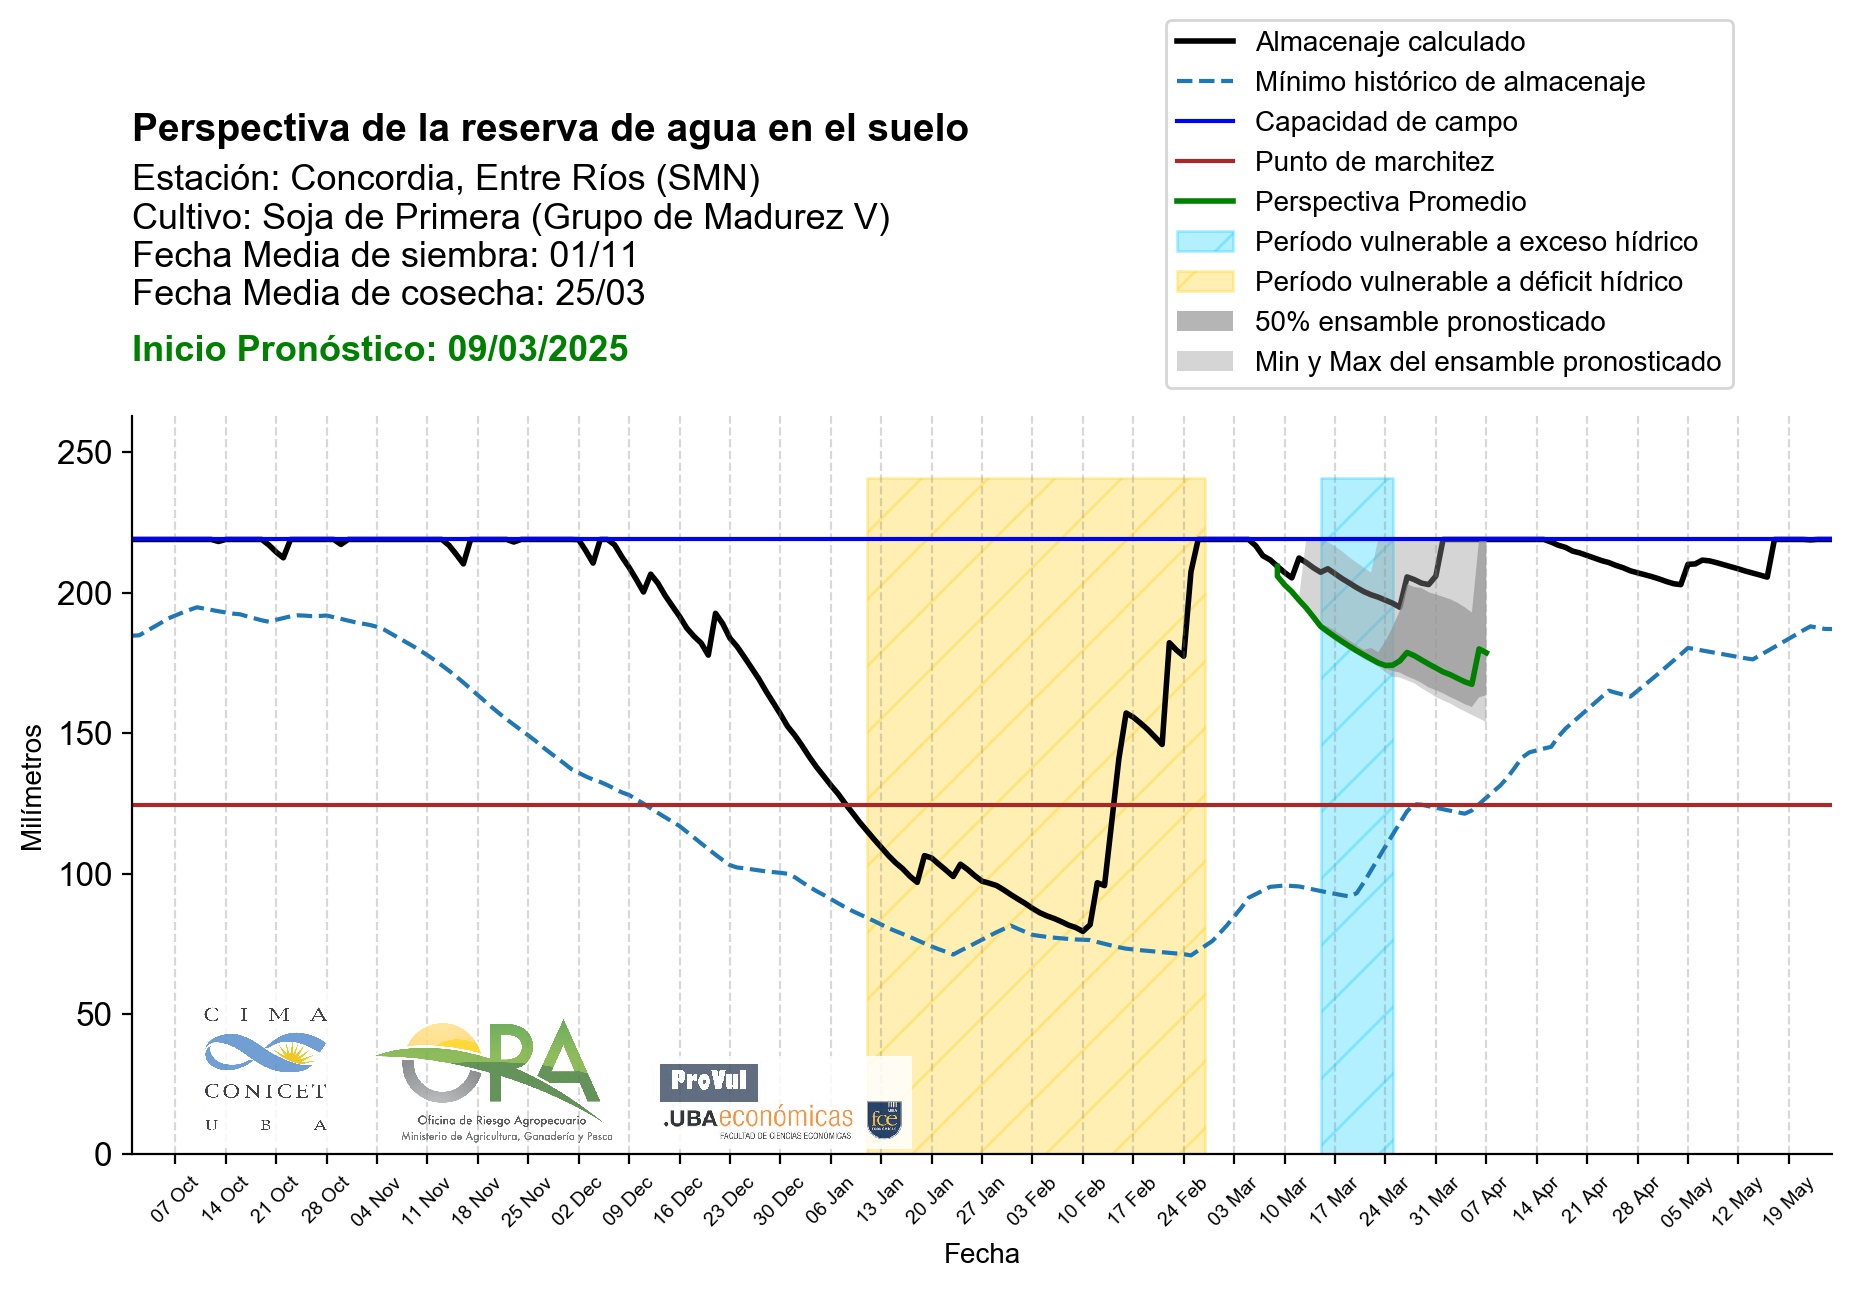 Almacenaje calculado
Mínimo histórico de almacenaje
Capacidad de campo
Punto de marchitez
Perspectiva Promedio
Período vulnerable a exceso hídrico
Período vulnerable a déficit hídrico
50% ensamble pronosticado
Min y Max del ensamble pronosticado
Perspectiva de la reserva de agua en el suelo
Estación: Concordia, Entre Ríos (SMN)
Cultivo: Soja de Primera (Grupo de Madurez V)
Fecha Media de siembra: 01/11
Fecha Media de cosecha: 25/03
Inicio Pronóstico: 09/03/2025
250
200
150
100
50
0
Milímetros
CIMA
CONICET
UBA
OPA
Oficina de Riesgo Agropecuario
Ministerio de Agricultura, Ganadería y Pesca
ProVul
.UBAeconómicas
FACULTAD DE CIENCIAS ECONÓMICAS
UBA
fce
07 Oct
14 Oct
21 Oct
28 Oct
04 Nov
11 Nov
18 Nov
25 Nov
02 Dec
09 Dec
16 Dec
23 Dec
30 Dec
06 Jan
13 Jan
20 Jan
27 Jan
03 Feb
10 Feb
17 Feb
24 Feb
03 Mar
10 Mar
17 Mar
24 Mar
31 Mar
07 Apr
14 Apr
21 Apr
28 Apr
05 May
12 May
19 May
Fecha